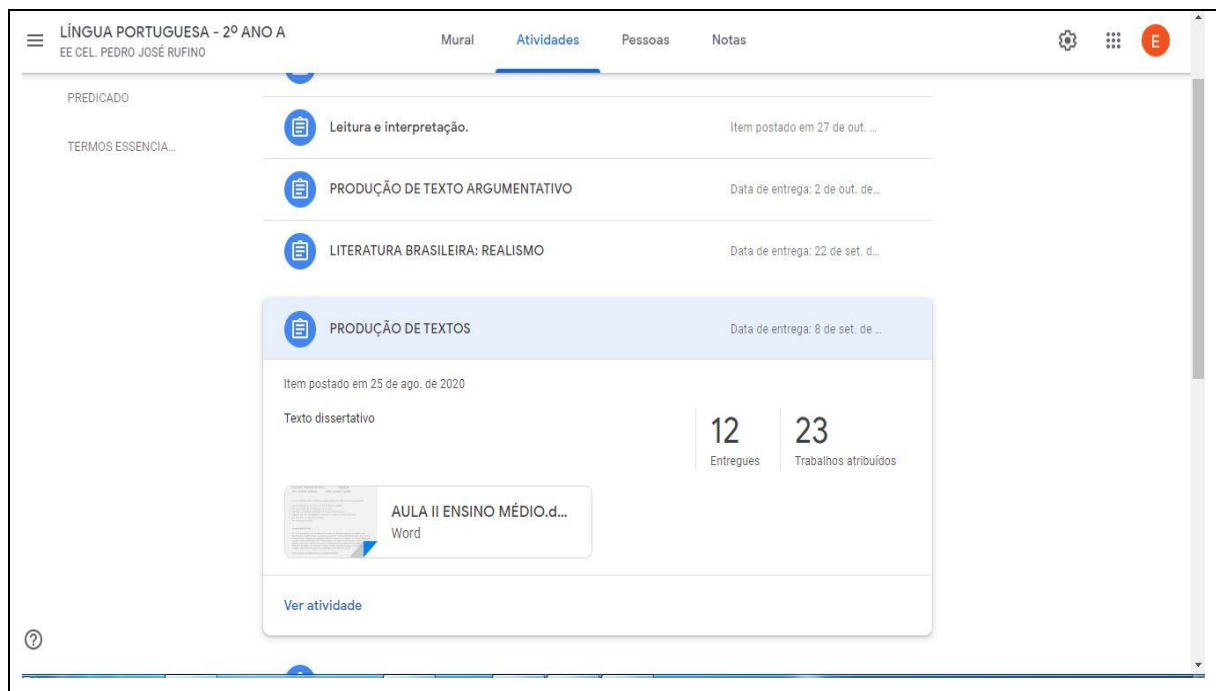 LÍNGUA PORTUGUESA - 2º ANO A
EE CEL. PEDRO JOSÉ RUFINO
Mural
Atividades
Pessoas
Notas
E
PREDICADO
TERMOS ESSENCIA...
Leitura e interpretação.
Item postado em 27 de out. ...
PRODUÇÃO DE TEXTO ARGUMENTATIVO
Data de entrega: 2 de out. de...
LITERATURA BRASILEIRA: REALISMO
Data de entrega: 22 de set. d...
PRODUÇÃO DE TEXTOS
Data de entrega: 8 de set. de ...
Item postado em 25 de ago. de 2020
Texto dissertativo
12
Entregues
23
Trabalhos atribuídos
AULA II ENSINO MÉDIO.d...
Word
Ver atividade